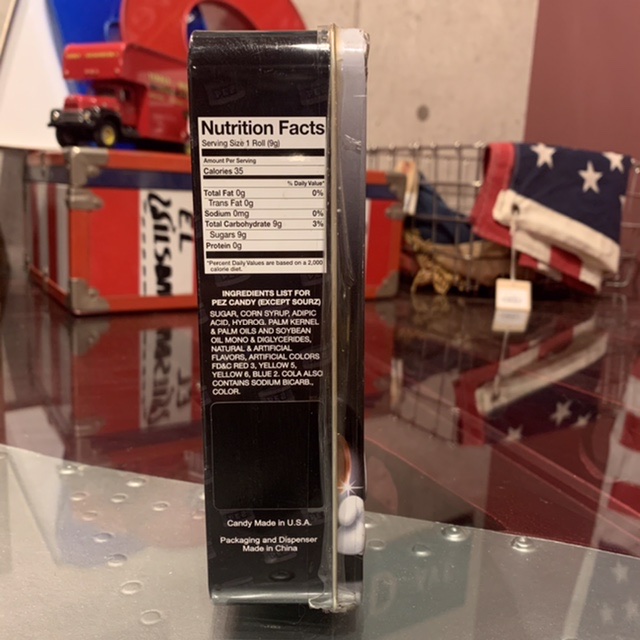 Nutrition Facts
Serving Size 1 Roll (9g)
Amount Per Serving
Calories 35
% Daily Value*
Total Fat 0g 0%
Trans Fat 0g
Sodium 0mg 0%
Total Carbohydrate 9g 3%
Sugars 9g
Protein 0g
*Percent Daily Values are based on a 2,000
calorie diet.
INGREDIENTS LIST FOR
PEZ CANDY (EXCEPT SOURZ)
SUGAR, CORN SYRUP, ADIPIC
ACID, HYDROG. PALM KERNEL
& PALM OILS AND SOYBEAN
OIL MONO & DIGLYCERIDES,
NATURAL & ARTIFICIAL
FLAVORS, ARTIFICIAL COLORS
FD&C RED 3, YELLOW 5,
YELLOW 6, BLUE 2. COLA ALSO
CONTAINS SODIUM BICARB.,
COLOR.
Candy Made in U.S.A.
Packaging and Dispenser
Made in China
EL